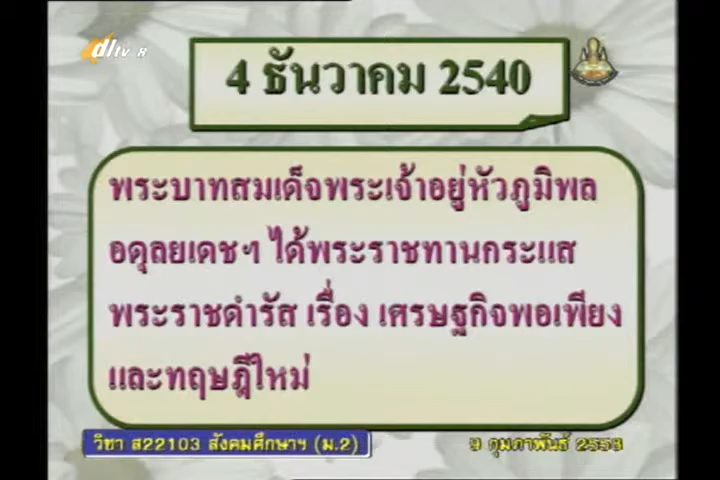 dltv 8
4 ธันวาคม 2540
พระบาทสมเด็จพระเจ้าอยู่หัวภูมิพล
อดุลยเดชฯ ได้พระราชทานกระแส
พระราชดำรัส เรื่อง เศรษฐกิจพอเพียง
และทฤษฎีใหม่
วิชา ส22103 สังคมศึกษาฯ (ม.2)
9 กุมภาพันธ์ 2553